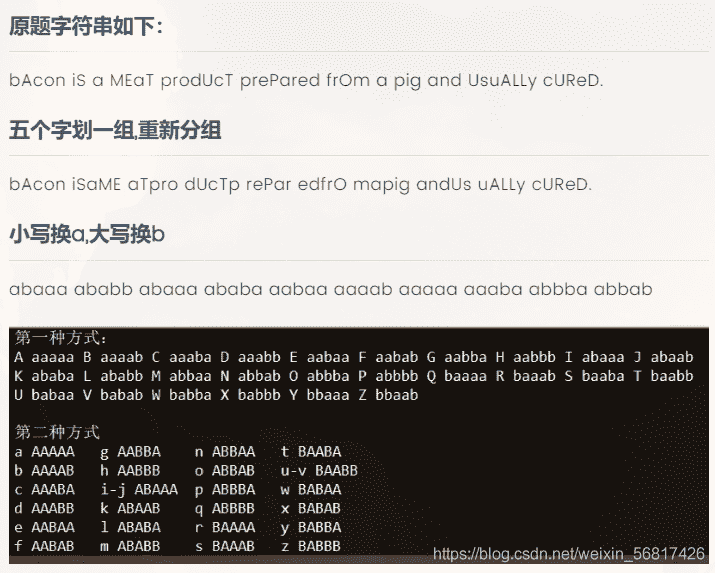 原题字符串如下：
bAcon iS a MEaT prodUcT prePared frOm a pig and UsuALLy cUReD.
五个字划一组,重新分组
bAcon iSaME aTpro dUcTp rePar edfrO mapig andUs uALLy cUReD.
小写换a,大写换b
abaaa ababb abaaa ababa aabaa aaaab aaaaa aaaba abbba abbab
第一种方式：
A aaaaa B aaaab C aaaba D aaabb E aabaa F aabab G aabba H aabbb I abaaa J abaab
K ababa L ababb M abbaa N abbab O abbba P abbbb Q baaaa R baaab S baaba T baabb
U babaa V babab W babba X babbb Y bbaaa Z bbaab
第二种方式
a AAAAA g AABBA n ABBAA t BAABA
b AAAAB h AABBB o ABBAB u-v BAABB
c AAABA i-j ABAAA p ABBBA w BABAA
d AAABB k ABAAB q ABBBB x BABAB
e AABAA l ABABA r BAAAA y BABBA
f AABAB m ABABB s BAAAB z BABBB
https://blog.csdn.net/weixin_56817426